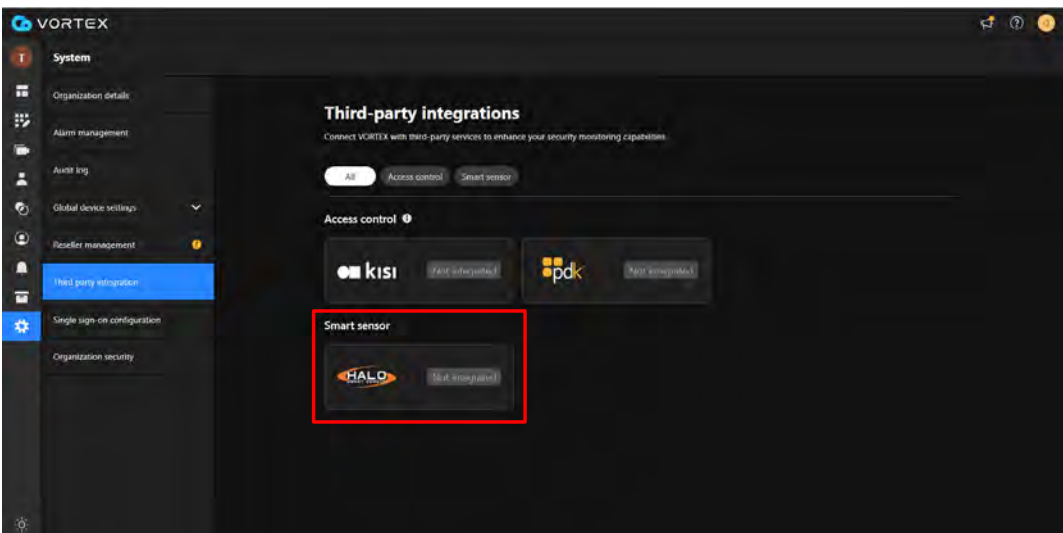 VORTEX
T
System
Organization details
Alarm management
Audit log
Global device settings
Reseller management
Third party integration
Single sign-on configuration
Organization security
Third-party integrations
Connect VORTEX with third-party services to enhance your security monitoring capabilities.
All Access control Smart sensor
Access control
kisi Not integrated pdk Not integrated
Smart sensor
HALO Not integrated